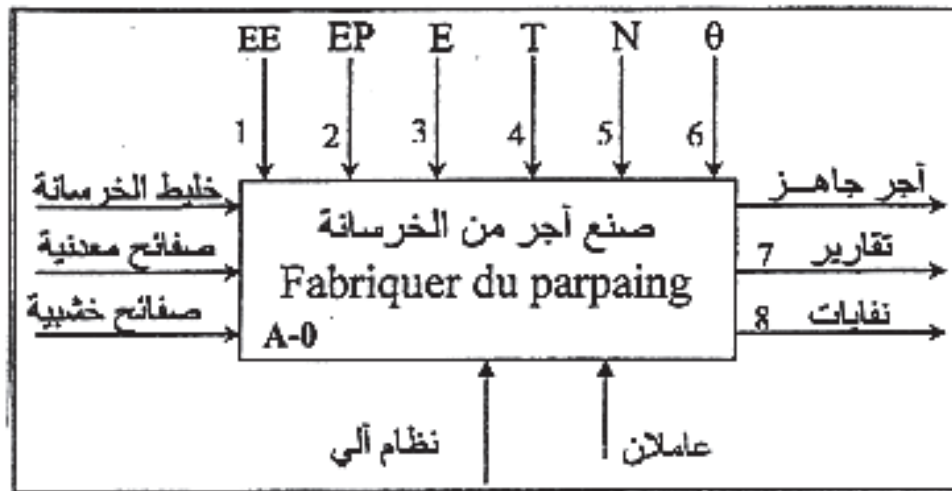 EE EP E T N θ
1 2 3 4 5 6
خليط الخرسانة
صفائح معدنية
صفائح خشبية
صنع آجر من الخرسانة
Fabriquer du parpaing
A-0
آجر جاهـــز
7 تقارير
8 نفايات
نظام آلي
عاملان